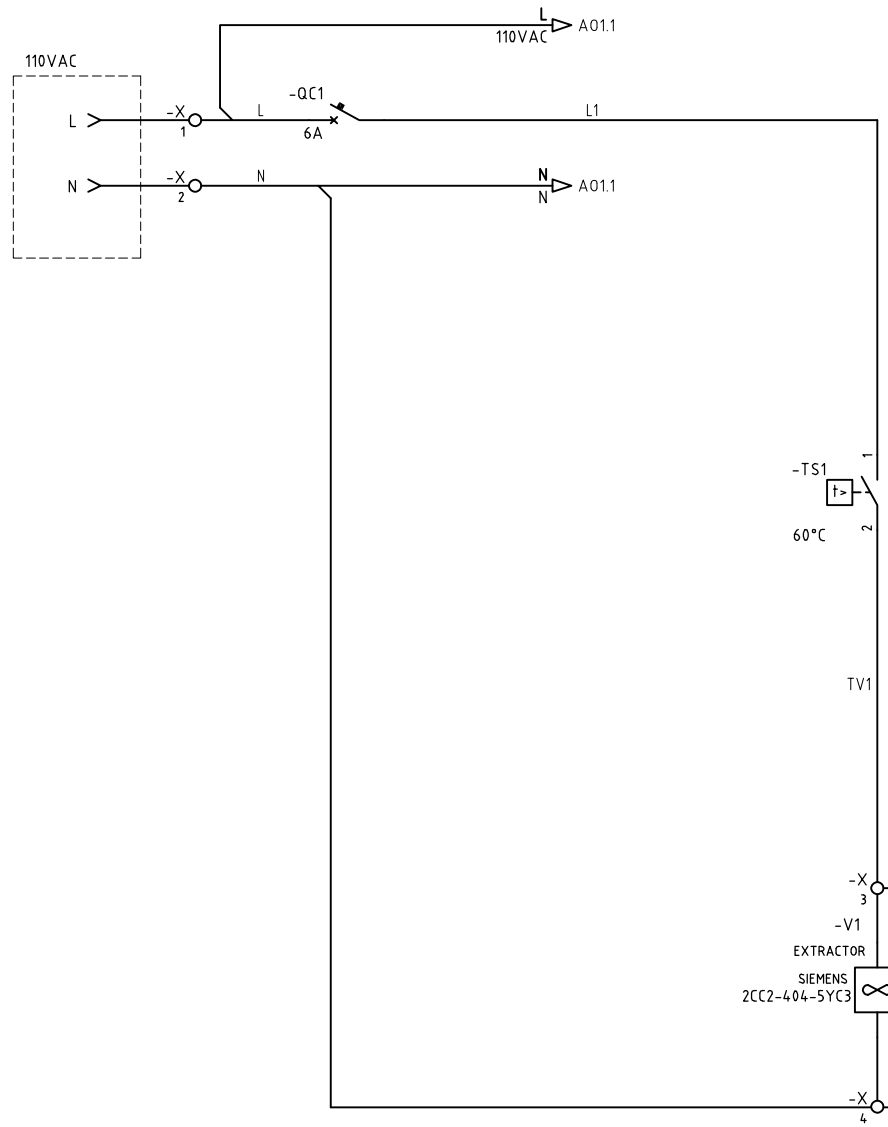 L
110VAC
A01.1
110VAC
-QC1
L
-X
1
L
6A
L1
N
-X
2
N
N
N
A01.1
1
-TS1
t>
60°C
2
TV1
-X
3
-V1
EXTRACTOR
SIEMENS
2CC2-404-5YC3
-X
4